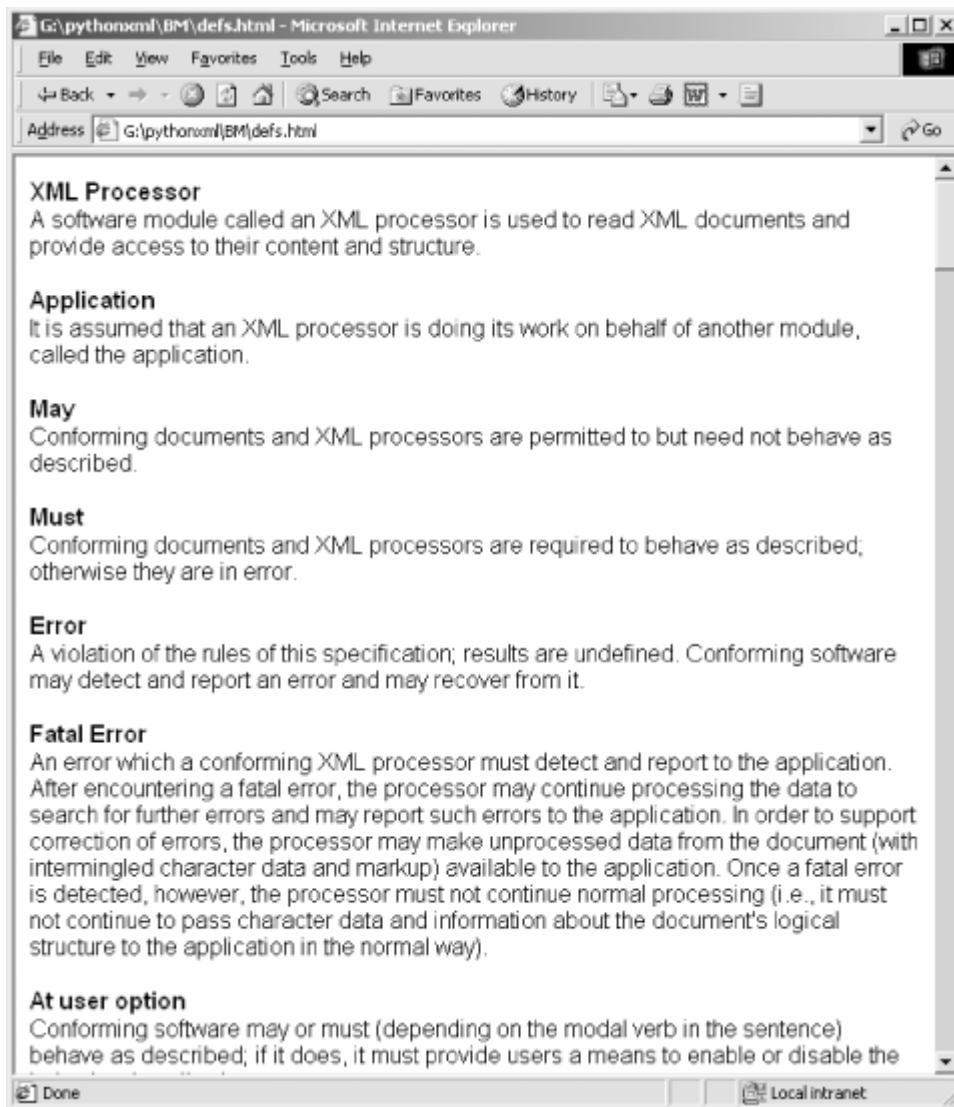 G:\pythonxml\BM\defs.html - Microsoft Internet Explorer
File Edit View Favorites Tools Help
Back Search Favorites History
Address G:\pythonxml\BM\defs.html Go
XML Processor
A software module called an XML processor is used to read XML documents and
provide access to their content and structure.
Application
It is assumed that an XML processor is doing its work on behalf of another module,
called the application.
May
Conforming documents and XML processors are permitted to but need not behave as
described.
Must
Conforming documents and XML processors are required to behave as described;
otherwise they are in error.
Error
A violation of the rules of this specification; results are undefined. Conforming software
may detect and report an error and may recover from it.
Fatal Error
An error which a conforming XML processor must detect and report to the application.
After encountering a fatal error, the processor may continue processing the data to
search for further errors and may report such errors to the application. In order to support
correction of errors, the processor may make unprocessed data from the document (with
intermingled character data and markup) available to the application. Once a fatal error
is detected, however, the processor must not continue normal processing (i.e., it must
not continue to pass character data and information about the document's logical
structure to the application in the normal way).
At user option
Conforming software may or must (depending on the modal verb in the sentence)
behave as described; if it does, it must provide users a means to enable or disable the
Done Local intranet